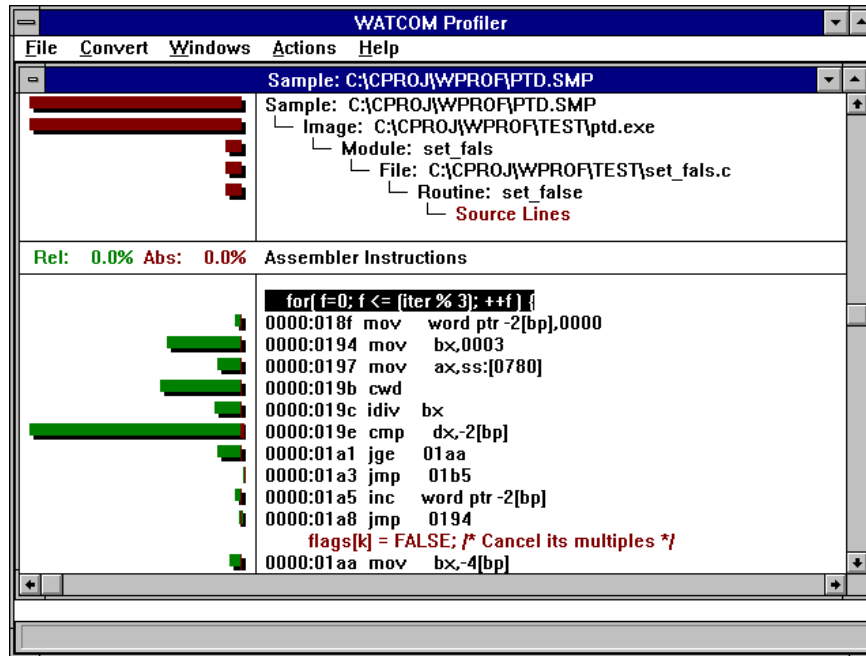 WATCOM Profiler
File Convert Windows Actions Help
Sample: C:\CPROJ\WPROF\PTD.SMP
Sample: C:\CPROJ\WPROF\PTD.SMP
Image: C:\CPROJ\WPROF\TEST\ptd.exe
Module: set_fals
File: C:\CPROJ\WPROF\TEST\set_fals.c
Routine: set_false
Source Lines
Rel: 0.0% Abs: 0.0% Assembler Instructions
for( f=0; f <= (iter % 3); ++f ) {
0000:018f mov word ptr -2[bp],0000
0000:0194 mov bx,0003
0000:0197 mov ax,ss:[0780]
0000:019b cwd
0000:019c idiv bx
0000:019e cmp dx,-2[bp]
0000:01a1 jge 01aa
0000:01a3 jmp 01b5
0000:01a5 inc word ptr -2[bp]
0000:01a8 jmp 0194
flags[k] = FALSE; /* Cancel its multiples */
0000:01aa mov bx,-4[bp]